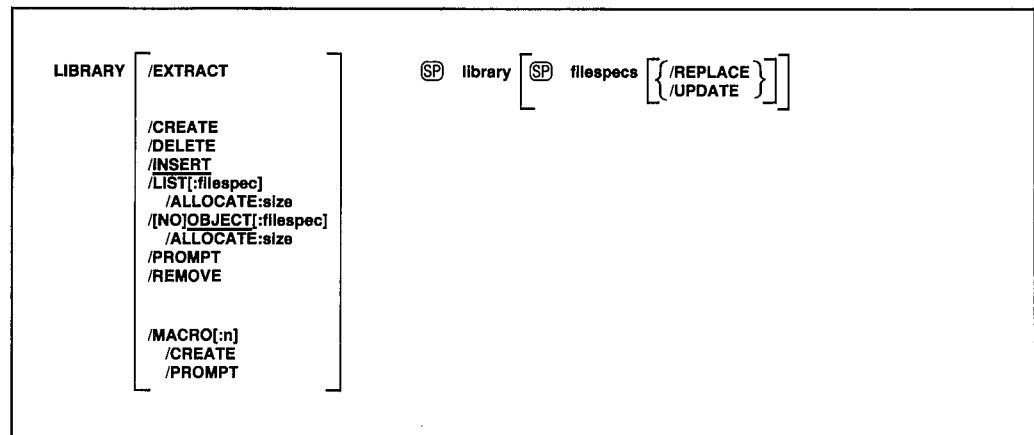 LIBRARY /EXTRACT SP library SP filespecs /REPLACE
/UPDATE
/CREATE
/DELETE
/INSERT
/LIST[:filespec]
/ALLOCATE:size
/[NO]OBJECT[:filespec]
/ALLOCATE:size
/PROMPT
/REMOVE
/MACRO[:n]
/CREATE
/PROMPT